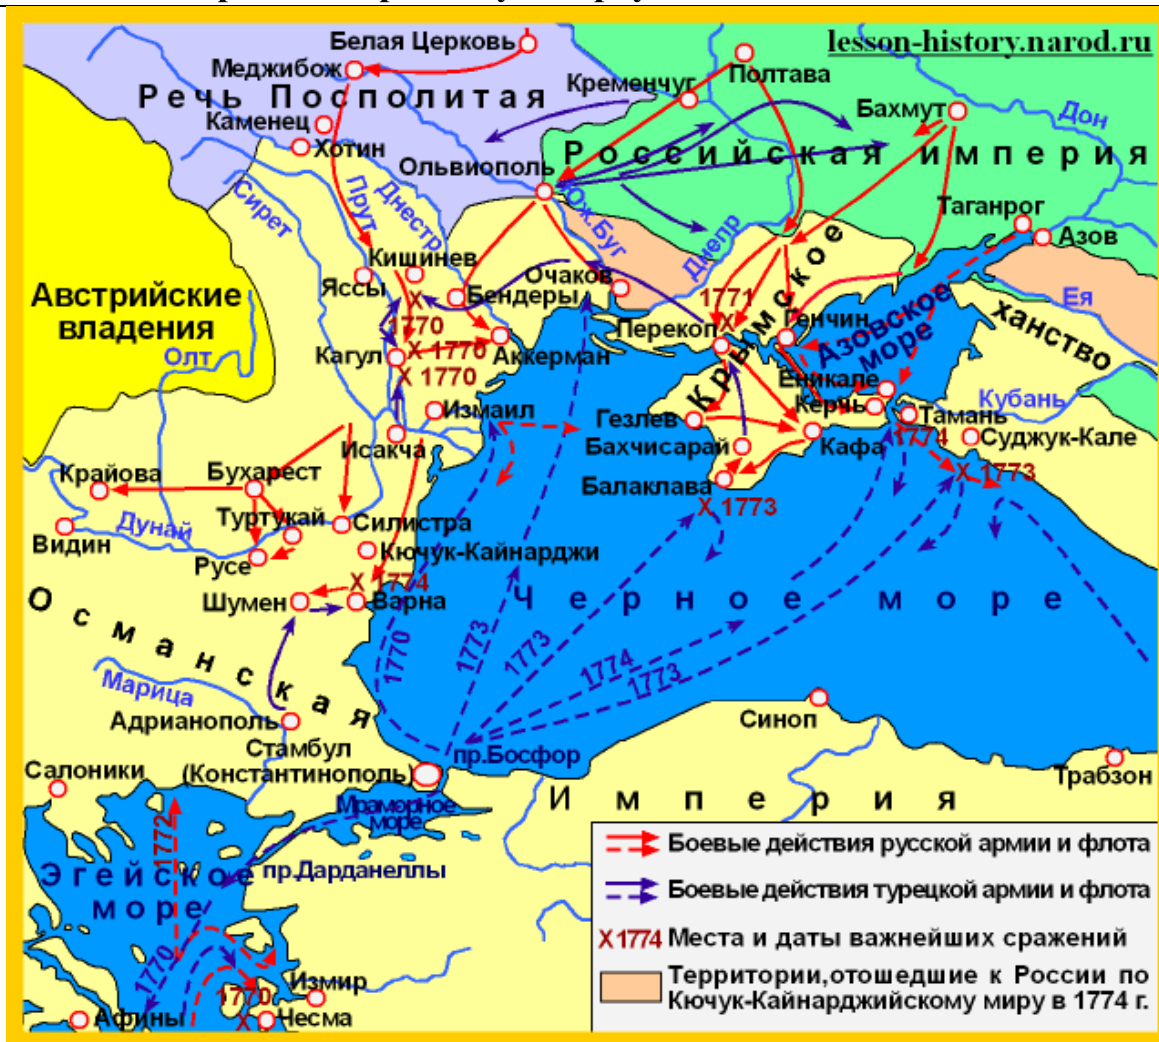 lesson-history.narod.ru
Белая Церковь
Меджибож
Речь Посполитая
Каменец
Хотин
Кременчуг
Полтава
Бахмут
Дон
Ольвиополь
Российская империя
Сирет
Прут
Днестр
Юж.Буг
Днепр
Таганрог
Азов
Кишинев
Яссы
Бендеры
Очаков
Австрийские
владения
1770
Кагул
X 1770
X 1770
Аккерман
1771
X
Перекоп
Генчин
Крымское
ханство
Азовское
море
Ея
Олт
Измаил
Исакча
Гезлев
Бахчисарай
Балаклава
X 1773
Еникале
Керчь
Кафа
Тамань
1774
Кубань
Суджук-Кале
X 1773
Крайова
Бухарест
Туртукай
Силистра
Видин
Дунай
Русе
Кючук-Кайнарджи
X 1774
Шумен
Варна
Черное море
Османская
Империя
1770
1773
1773
1774
1773
Марица
Адрианополь
Стамбул
(Константинополь)
пр.Босфор
Синоп
Трабзон
Салоники
Мраморное
море
пр.Дарданеллы
Эгейское
море
1772
1770
1770
X
Измир
Афины
Чесма
Боевые действия русской армии и флота
Боевые действия турецкой армии и флота
X 1774 Места и даты важнейших сражений
Территории,отошедшие к России по
Кючук-Кайнарджийскому миру в 1774 г.